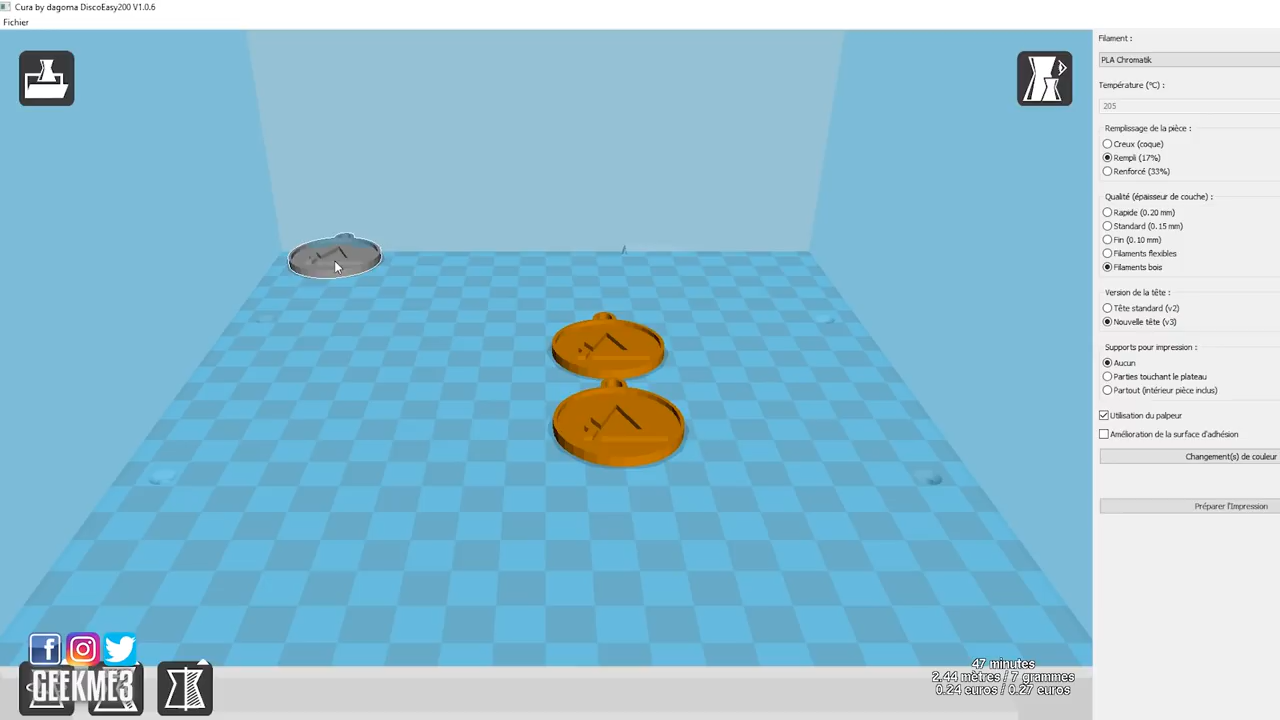 Cura by dagoma DiscoEasy200 V1.0.6
Fichier
Filament :
PLA Chromatik
Température (°C) :
205
Remplissage de la pièce :
Creux (coque)
Rempli (17%)
Renforcé (33%)
Qualité (épaisseur de couche) :
Rapide (0.20 mm)
Standard (0.15 mm)
Fin (0.10 mm)
Filaments flexibles
Filaments bois
Version de la tête :
Tête standard (v2)
Nouvelle tête (v3)
Supports pour impression :
Aucun
Parties touchant le plateau
Partout (intérieur pièce inclus)
Utilisation du palpeur
Amélioration de la surface d'adhésion
Changement(s) de couleur
Préparer l'Impression
GEEKME3
47 minutes
2.44 mètres / 7 grammes
0.24 euros / 0.27 euros